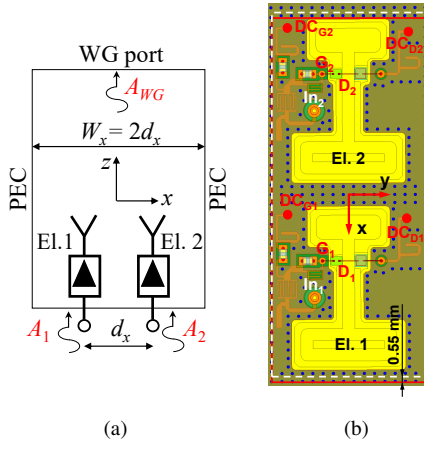 WG port
A_WG
W_x = 2d_x
PEC
PEC
z
x
El.1
El. 2
A_1
d_x
A_2
(a)
DC_G2
DC_D2
G_2
D_2
In_2
El. 2
y
DC_G1
x
DC_D1
G_1
D_1
In_1
El. 1
0.55 mm
(b)